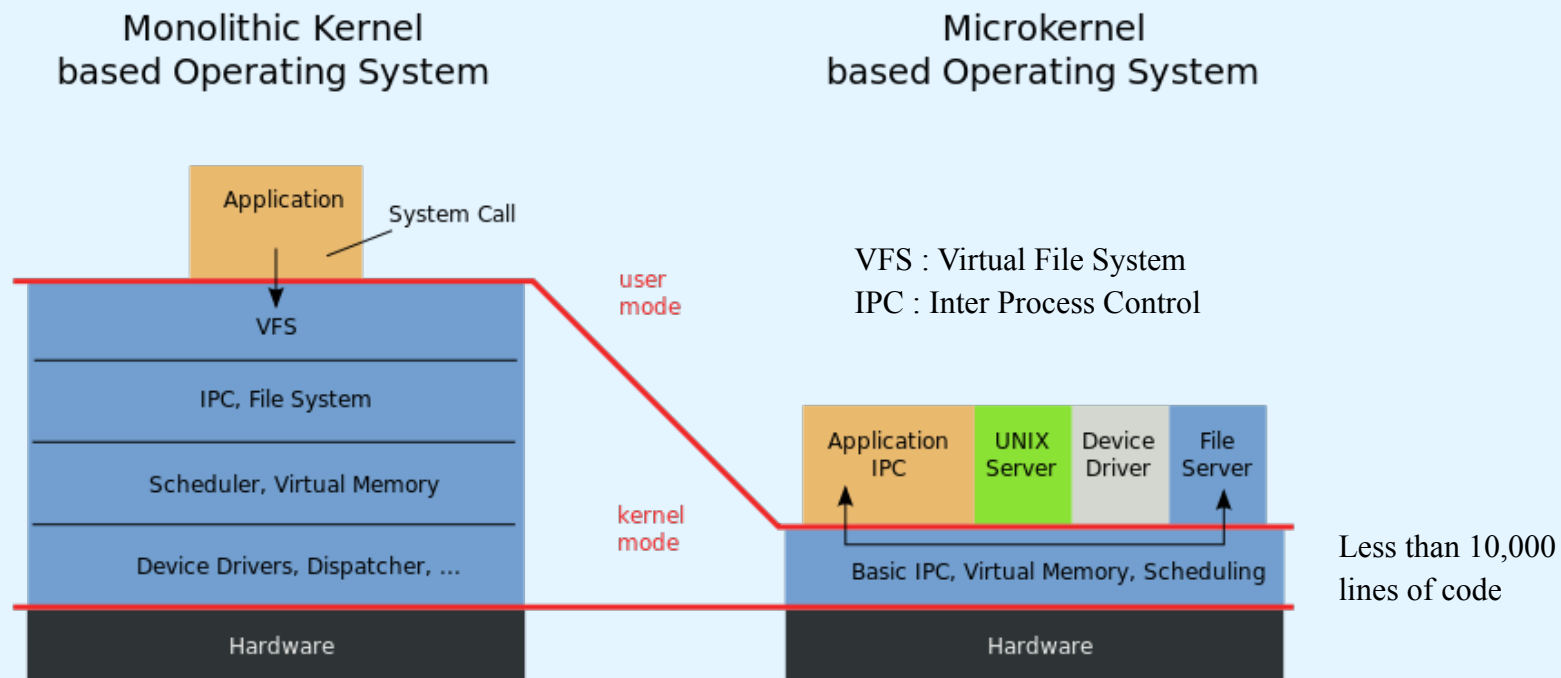 Monolithic Kernel
based Operating System
Microkernel
based Operating System
Application
System Call
VFS
IPC, File System
Scheduler, Virtual Memory
Device Drivers, Dispatcher, ...
Hardware
user
mode
kernel
mode
VFS : Virtual File System
IPC : Inter Process Control
Application
IPC
UNIX
Server
Device
Driver
File
Server
Basic IPC, Virtual Memory, Scheduling
Hardware
Less than 10,000
lines of code